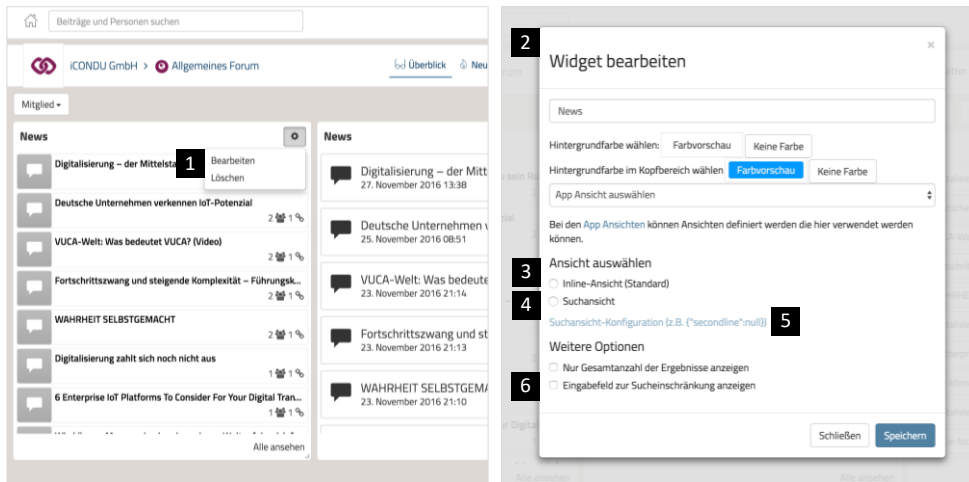 Beiträge und Personen suchen
iCONDU GmbH > Allgemeines Forum
Überblick
Neu
Mitglied
News
1
Bearbeiten
Löschen
Digitalisierung – der Mittelsta
Deutsche Unternehmen verkennen IoT-Potenzial
2 1
VUCA-Welt: Was bedeutet VUCA? (Video)
2 1
Fortschrittszwang und steigende Komplexität – Führungsk...
2 1
WAHRHEIT SELBSTGEMACHT
2 1
Digitalisierung zahlt sich noch nicht aus
1 1
6 Enterprise IoT Platforms To Consider For Your Digital Tran...
1 1
Alle ansehen
News
Digitalisierung – der Mitt
27. November 2016 13:38
Deutsche Unternehmen v
25. November 2016 08:51
VUCA-Welt: Was bedeute
23. November 2016 21:14
Fortschrittszwang und st
23. November 2016 21:13
WAHRHEIT SELBSTGEMA
23. November 2016 21:10
2
×
Widget bearbeiten
News
Hintergrundfarbe wählen: Farbvorschau Keine Farbe
Hintergrundfarbe im Kopfbereich wählen Farbvorschau Keine Farbe
App Ansicht auswählen
Bei den App Ansichten können Ansichten definiert werden die hier verwendet werden
können.
Ansicht auswählen
3 Inline-Ansicht (Standard)
4 Suchansicht
Suchansicht-Konfiguration (z.B. {"secondline":null}) 5
Weitere Optionen
Nur Gesamtanzahl der Ergebnisse anzeigen
6 Eingabefeld zur Sucheinschränkung anzeigen
Schließen Speichern
Alle ansehen
Alle ansehen